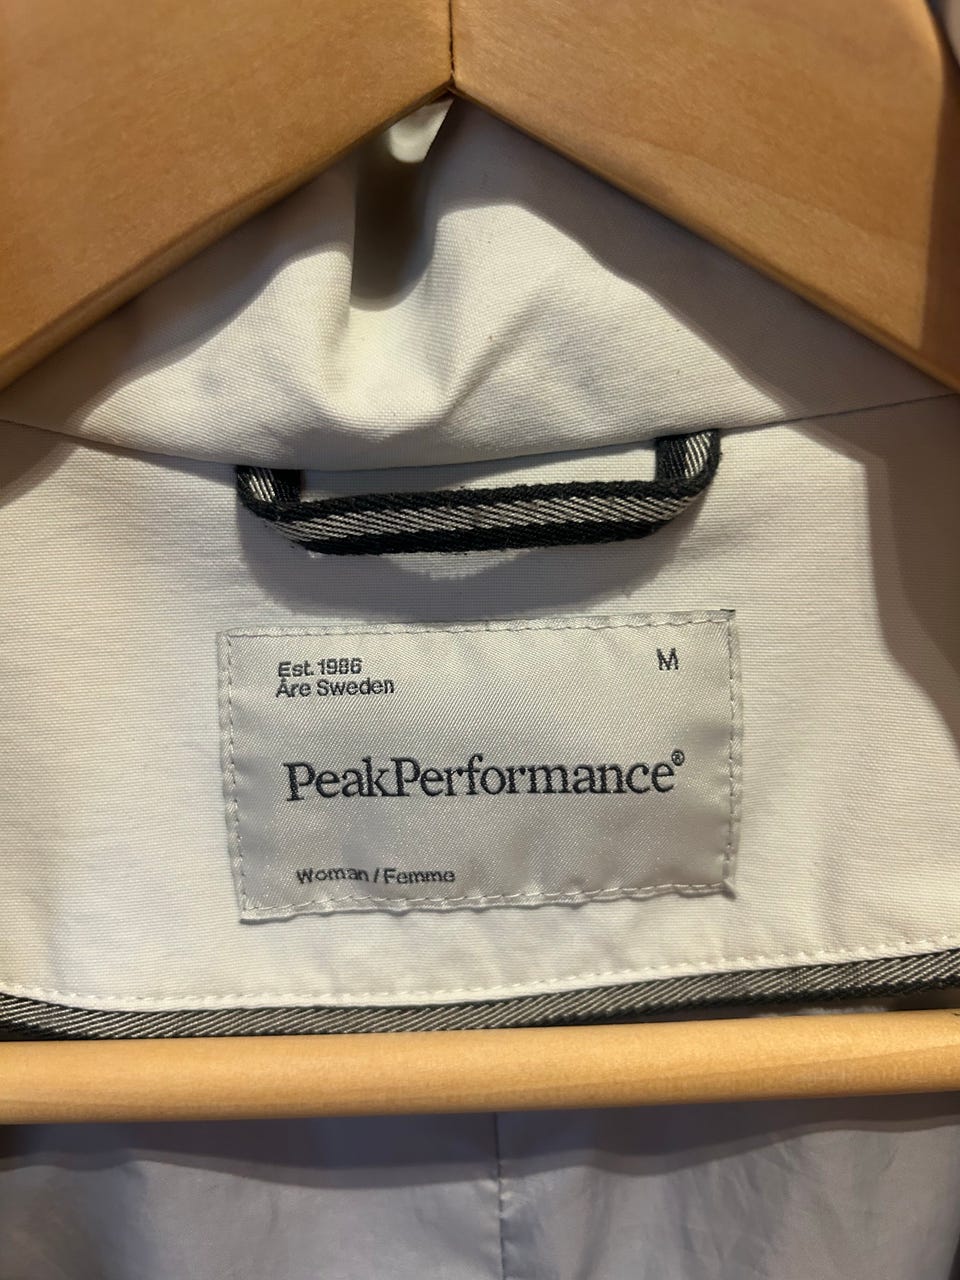 Est. 1986
Åre Sweden
M
PeakPerformance®
Woman / Femme